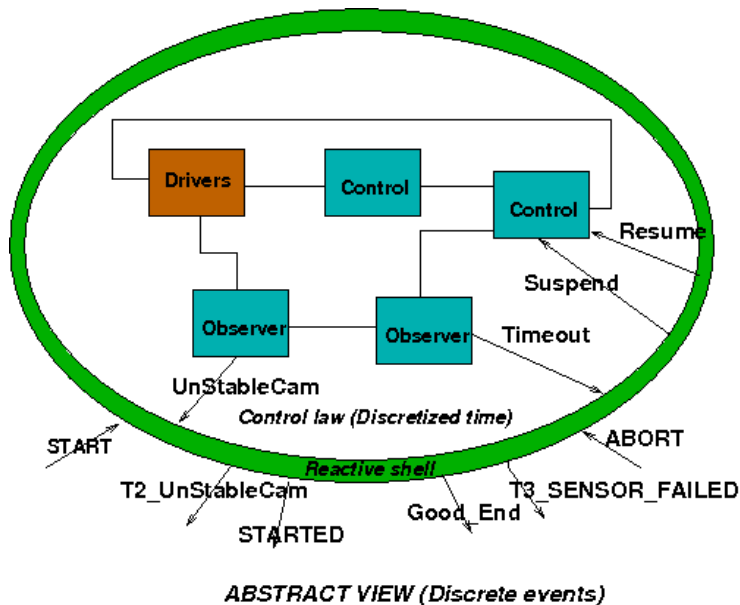 Drivers
Control
Control
Resume
Suspend
Observer
Observer
Timeout
UnStableCam
Control law (Discretized time)
START
ABORT
Reactive shell
T2_UnStableCam
T3_SENSOR_FAILED
Good_End
STARTED
ABSTRACT VIEW (Discrete events)